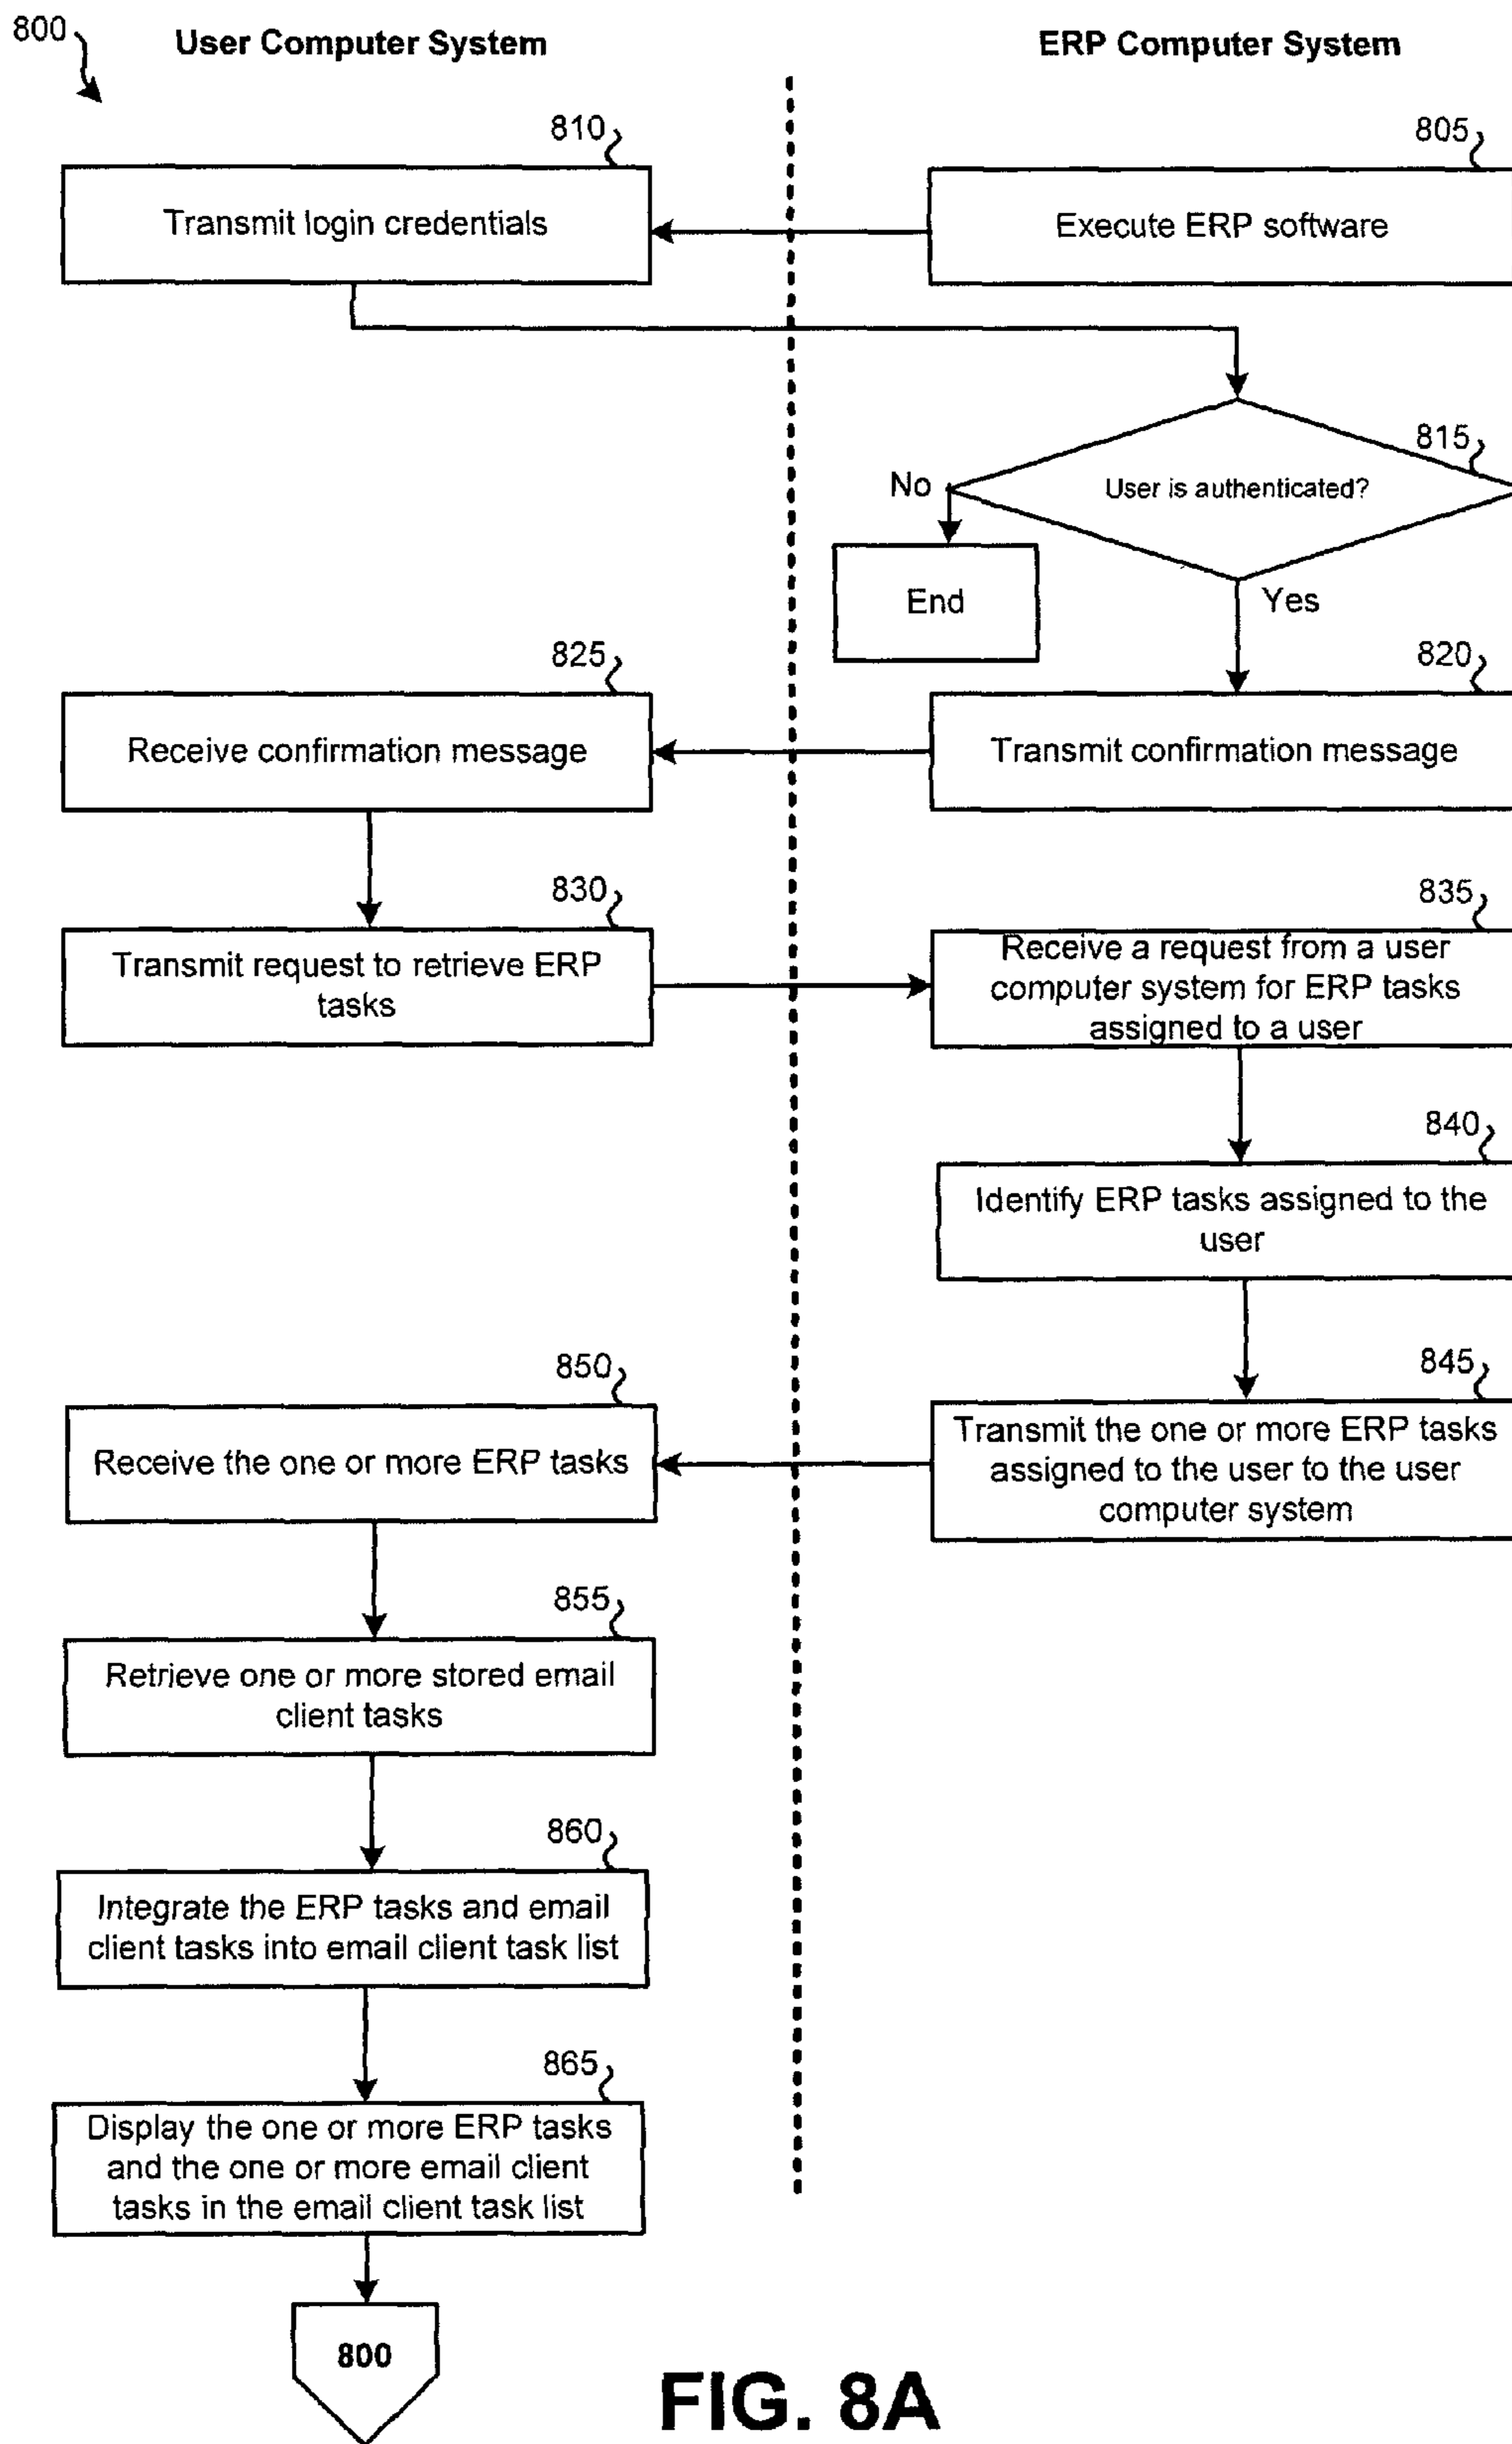 800
User Computer System
ERP Computer System
810
805
Transmit login credentials
Execute ERP software
815
No
User is authenticated?
End
Yes
825
820
Receive confirmation message
Transmit confirmation message
830
835
Transmit request to retrieve ERP
tasks
Receive a request from a user
computer system for ERP tasks
assigned to a user
840
Identify ERP tasks assigned to the
user
850
845
Receive the one or more ERP tasks
Transmit the one or more ERP tasks
assigned to the user to the user
computer system
855
Retrieve one or more stored email
client tasks
860
Integrate the ERP tasks and email
client tasks into email client task list
865
Display the one or more ERP tasks
and the one or more email client
tasks in the email client task list
800
FIG. 8A